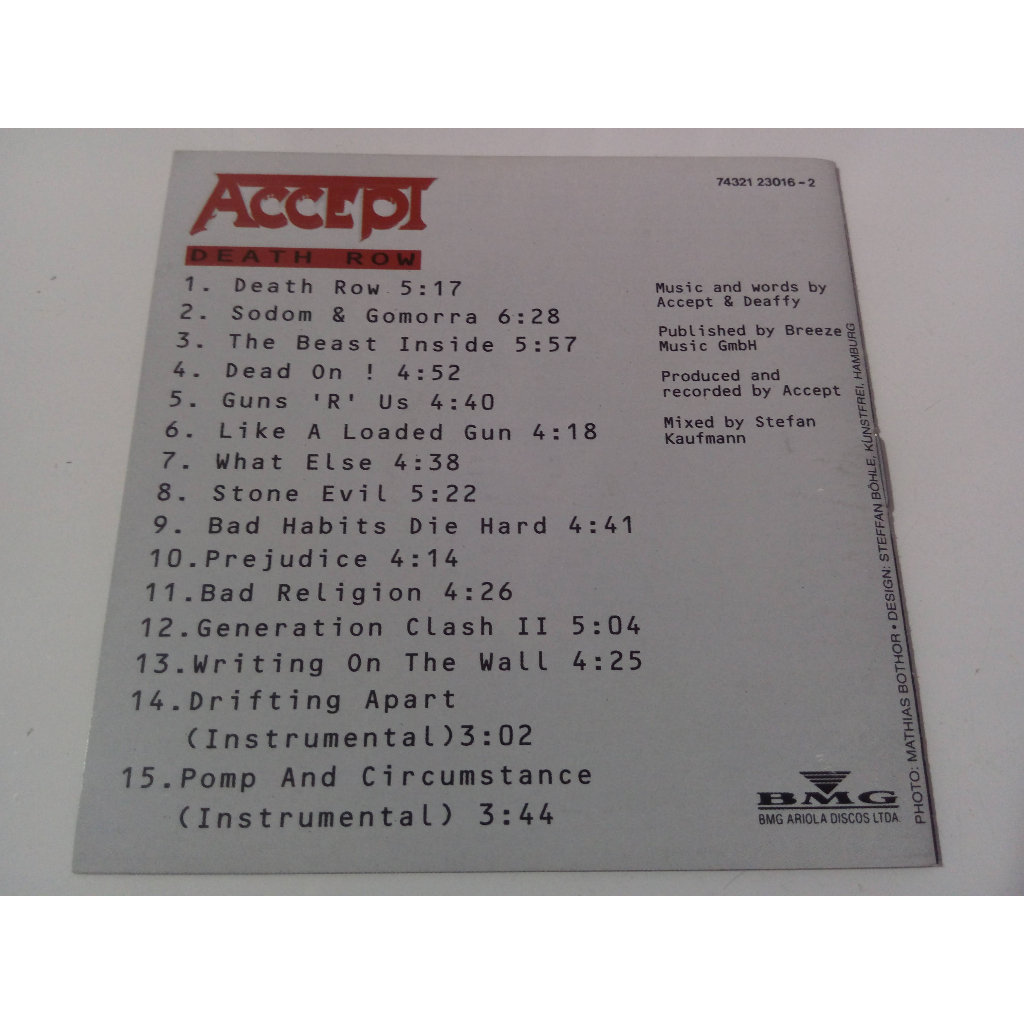 ACCEPT
74321 23016-2
DEATH ROW
1. Death Row 5:17
2. Sodom & Gomorra 6:28
3. The Beast Inside 5:57
4. Dead On ! 4:52
5. Guns 'R' Us 4:40
6. Like A Loaded Gun 4:18
7. What Else 4:38
8. Stone Evil 5:22
9. Bad Habits Die Hard 4:41
10.Prejudice 4:14
11.Bad Religion 4:26
12.Generation Clash II 5:04
13.Writing On The Wall 4:25
14.Drifting Apart
(Instrumental)3:02
15.Pomp And Circumstance
(Instrumental) 3:44
Music and words by
Accept & Deaffy
Published by Breeze
Music GmbH
Produced and
recorded by Accept
Mixed by Stefan
Kaufmann
PHOTO: MATHIAS BOTHOR • DESIGN: STEFFAN BÖHLE, KUNSTFREI, HAMBURG
BMG
BMG ARIOLA DISCOS LTDA